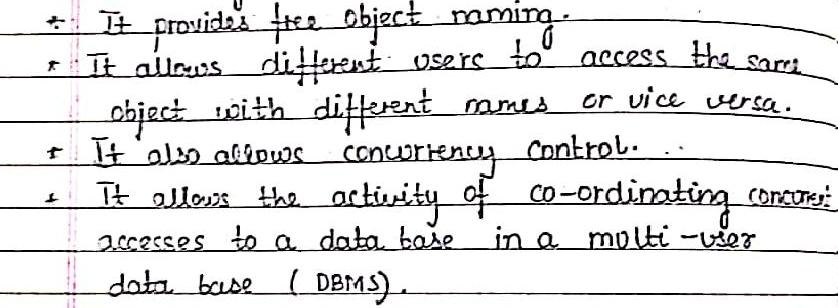 * It provides free object naming.
* It allows different users to access the same
object with different names or vice versa.
* It also allows concurrency control.
* It allows the activity of co-ordinating concurrent
accesses to a data base in a multi-user
data base (DBMS).